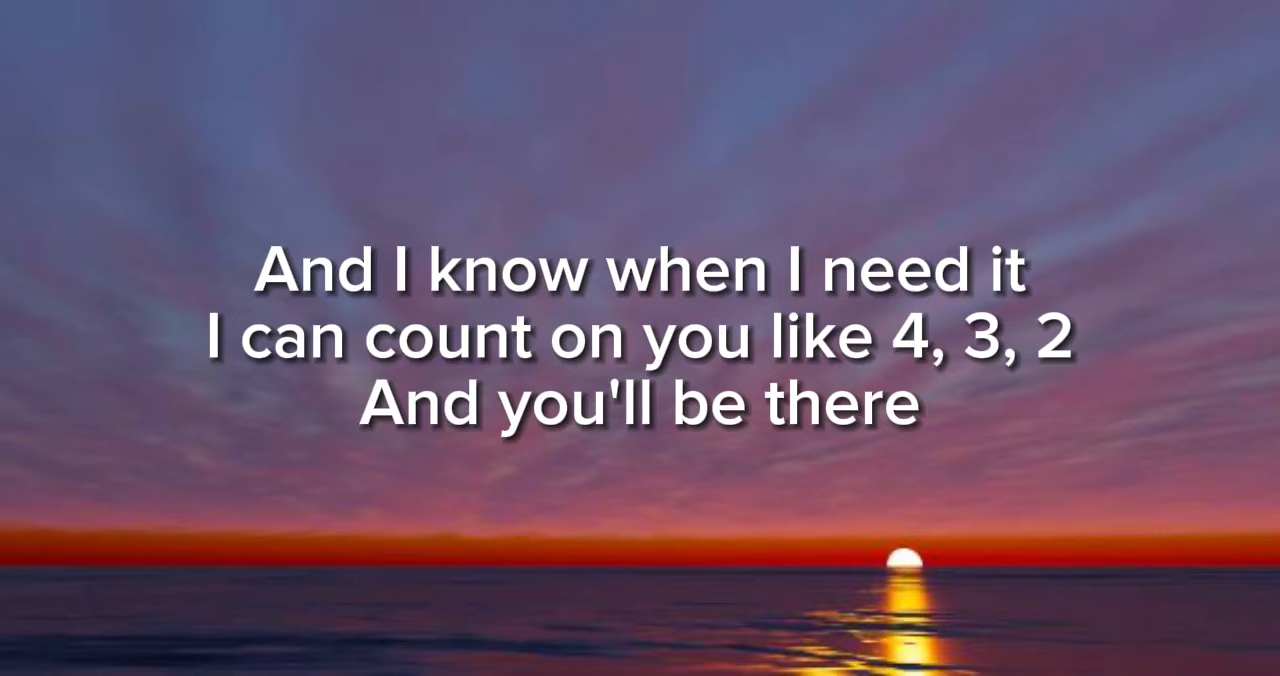 And I know when I need it
I can count on you like 4, 3, 2
And you'll be there